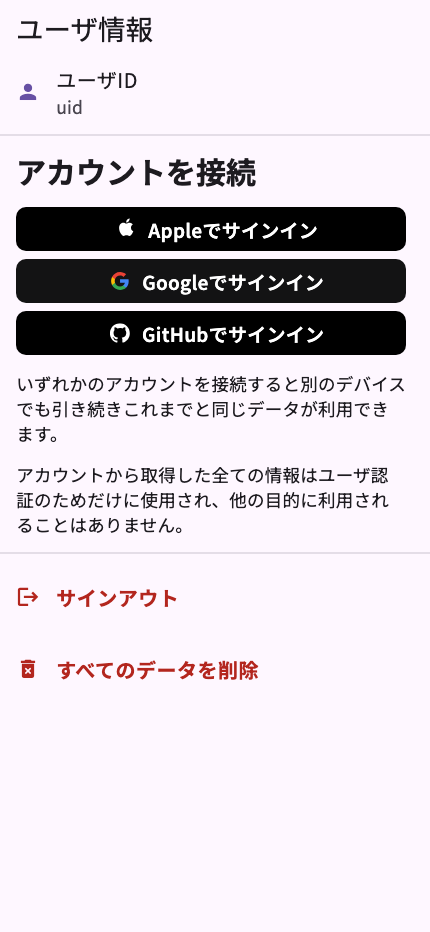 ユーザ情報
ユーザID
uid
アカウントを接続
Appleでサインイン
Googleでサインイン
GitHubでサインイン
いずれかのアカウントを接続すると別のデバイス
でも引き続きこれまでと同じデータが利用でき
ます。
アカウントから取得した全ての情報はユーザ認
証のためだけに使用され、他の目的に利用され
ることはありません。
サインアウト
すべてのデータを削除